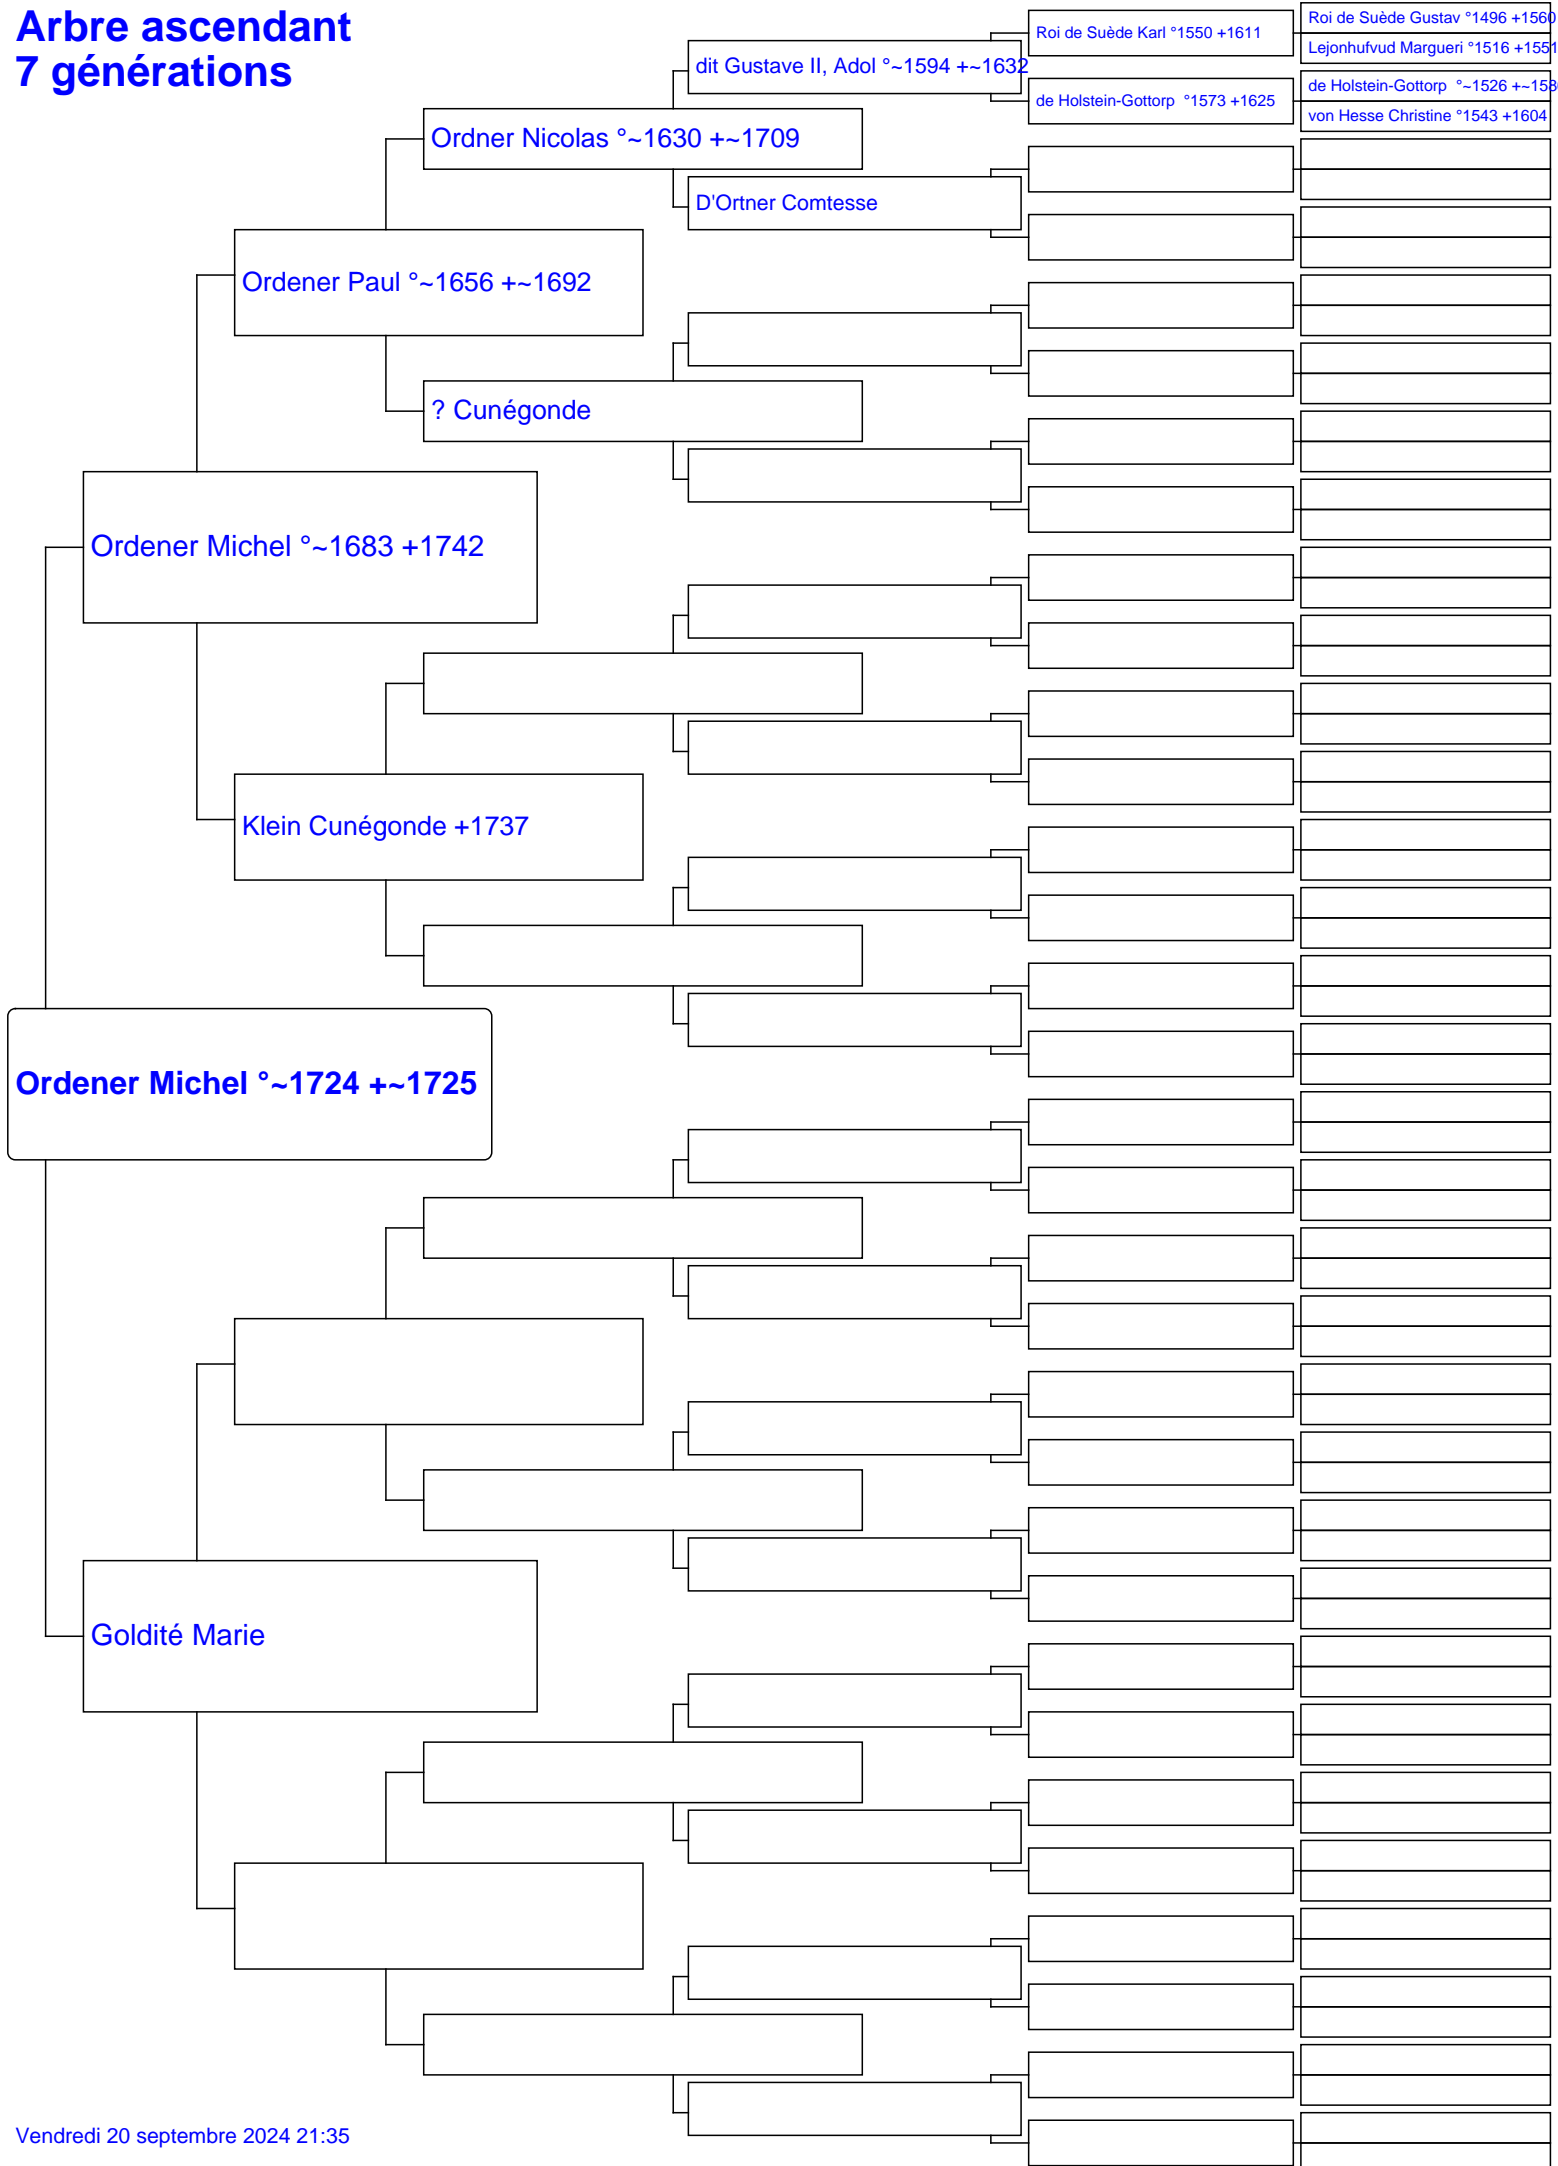 Arbre ascendant
7 générations
Roi de Suède Gustav °1496 +1560
Roi de Suède Karl °1550 +1611
Lejonhufvud Margueri °1516 +1551
dit Gustave II, Adol °~1594 +~1632
de Holstein-Gottorp °~1526 +~158
de Holstein-Gottorp °1573 +1625
von Hesse Christine °1543 +1604
Ordner Nicolas °~1630 +~1709
D'Ortner Comtesse
Ordener Paul °~1656 +~1692
? Cunégonde
Ordener Michel °~1683 +1742
Klein Cunégonde +1737
Ordener Michel °~1724 +~1725
Goldité Marie
Vendredi 20 septembre 2024 21:35